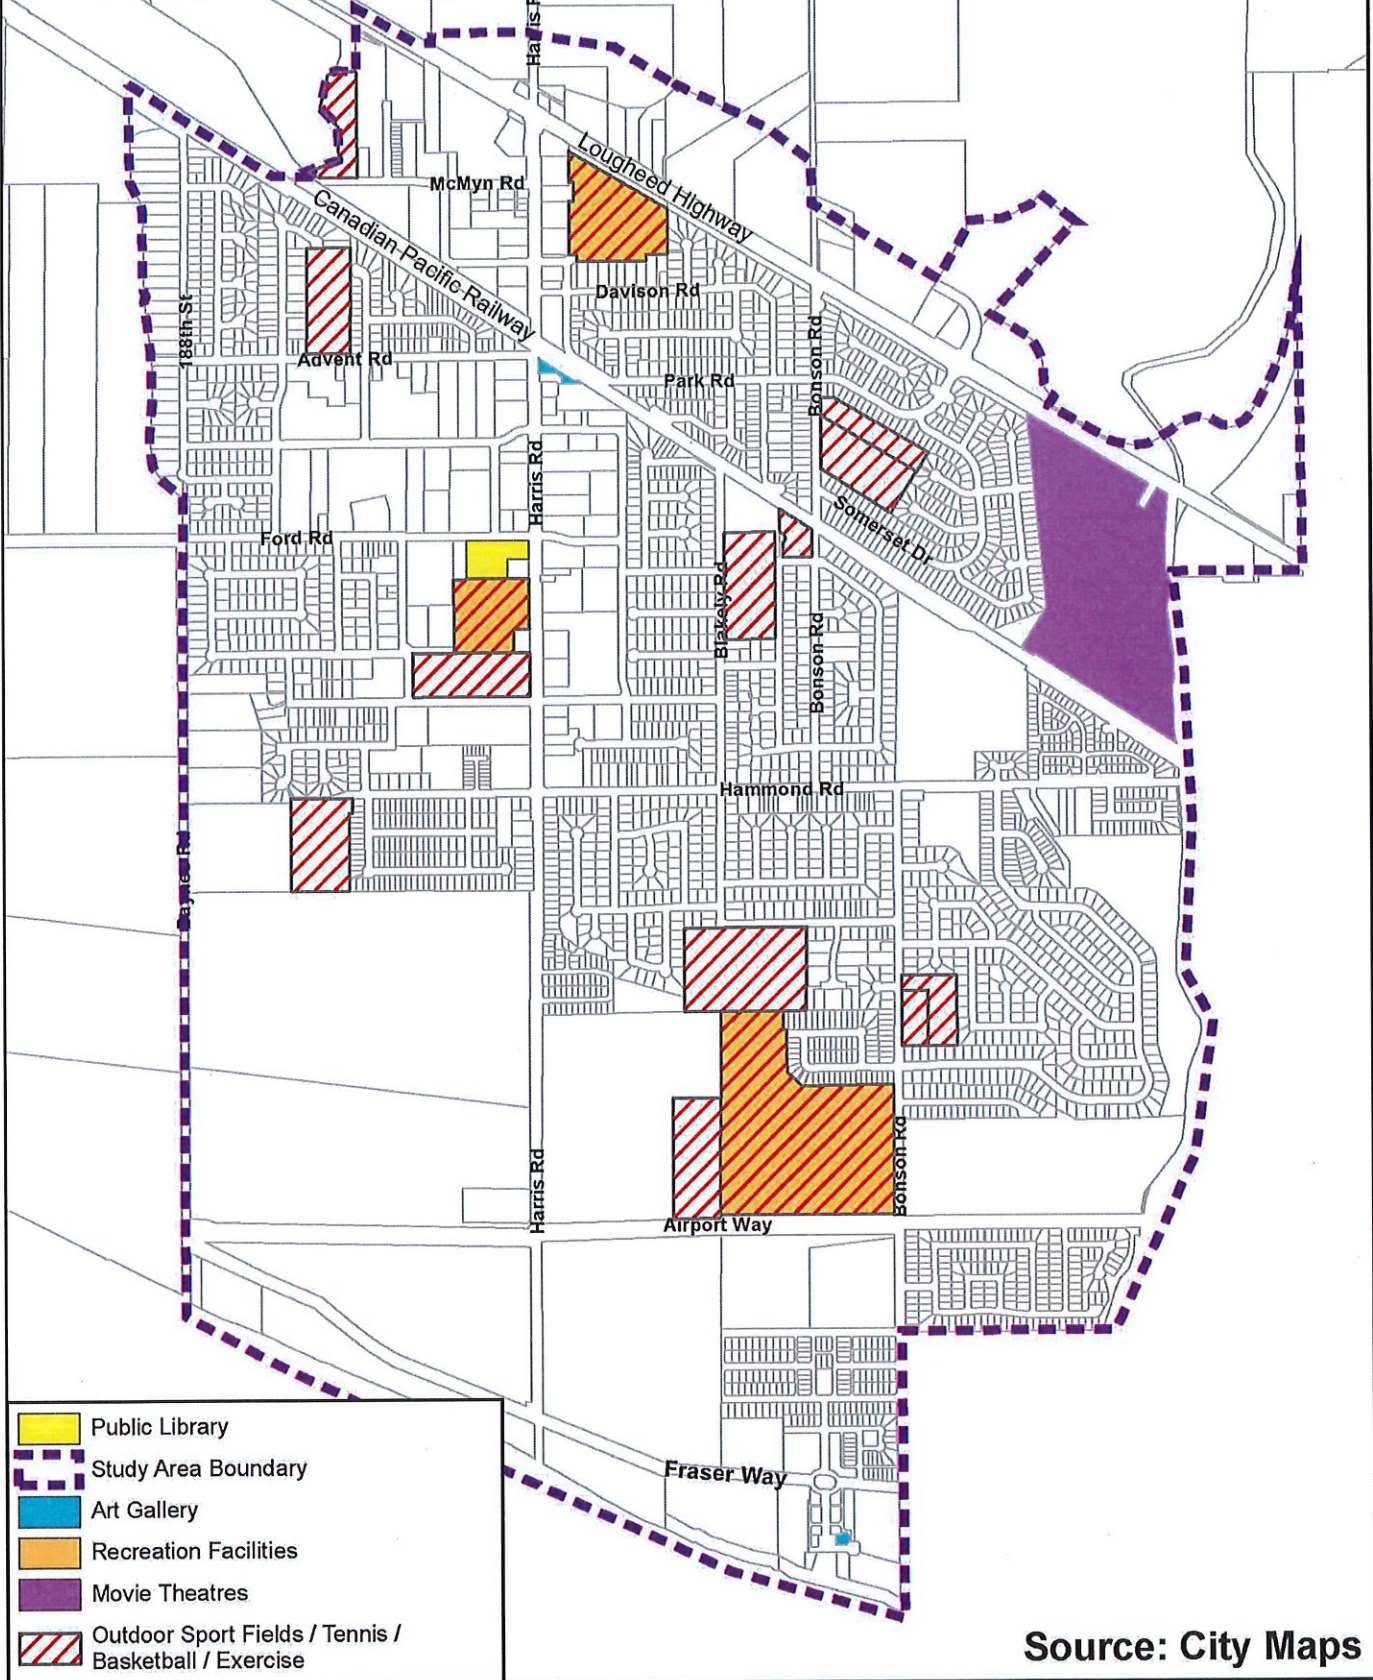 Harris R
Lougheed Highway
McMyn Rd
Canadian Pacific Railway
Davison Rd
188th St
Advent Rd
Bonson Rd
Park Rd
Harris Rd
Somerset Dr
Ford Rd
Blakely Rd
Bonson Rd
Hammond Rd
Harris Rd
Bonson Rd
Airport Way
Fraser Way
Public Library
Study Area Boundary
Art Gallery
Recreation Facilities
Movie Theatres
Outdoor Sport Fields / Tennis /
Basketball / Exercise
Source: City Maps